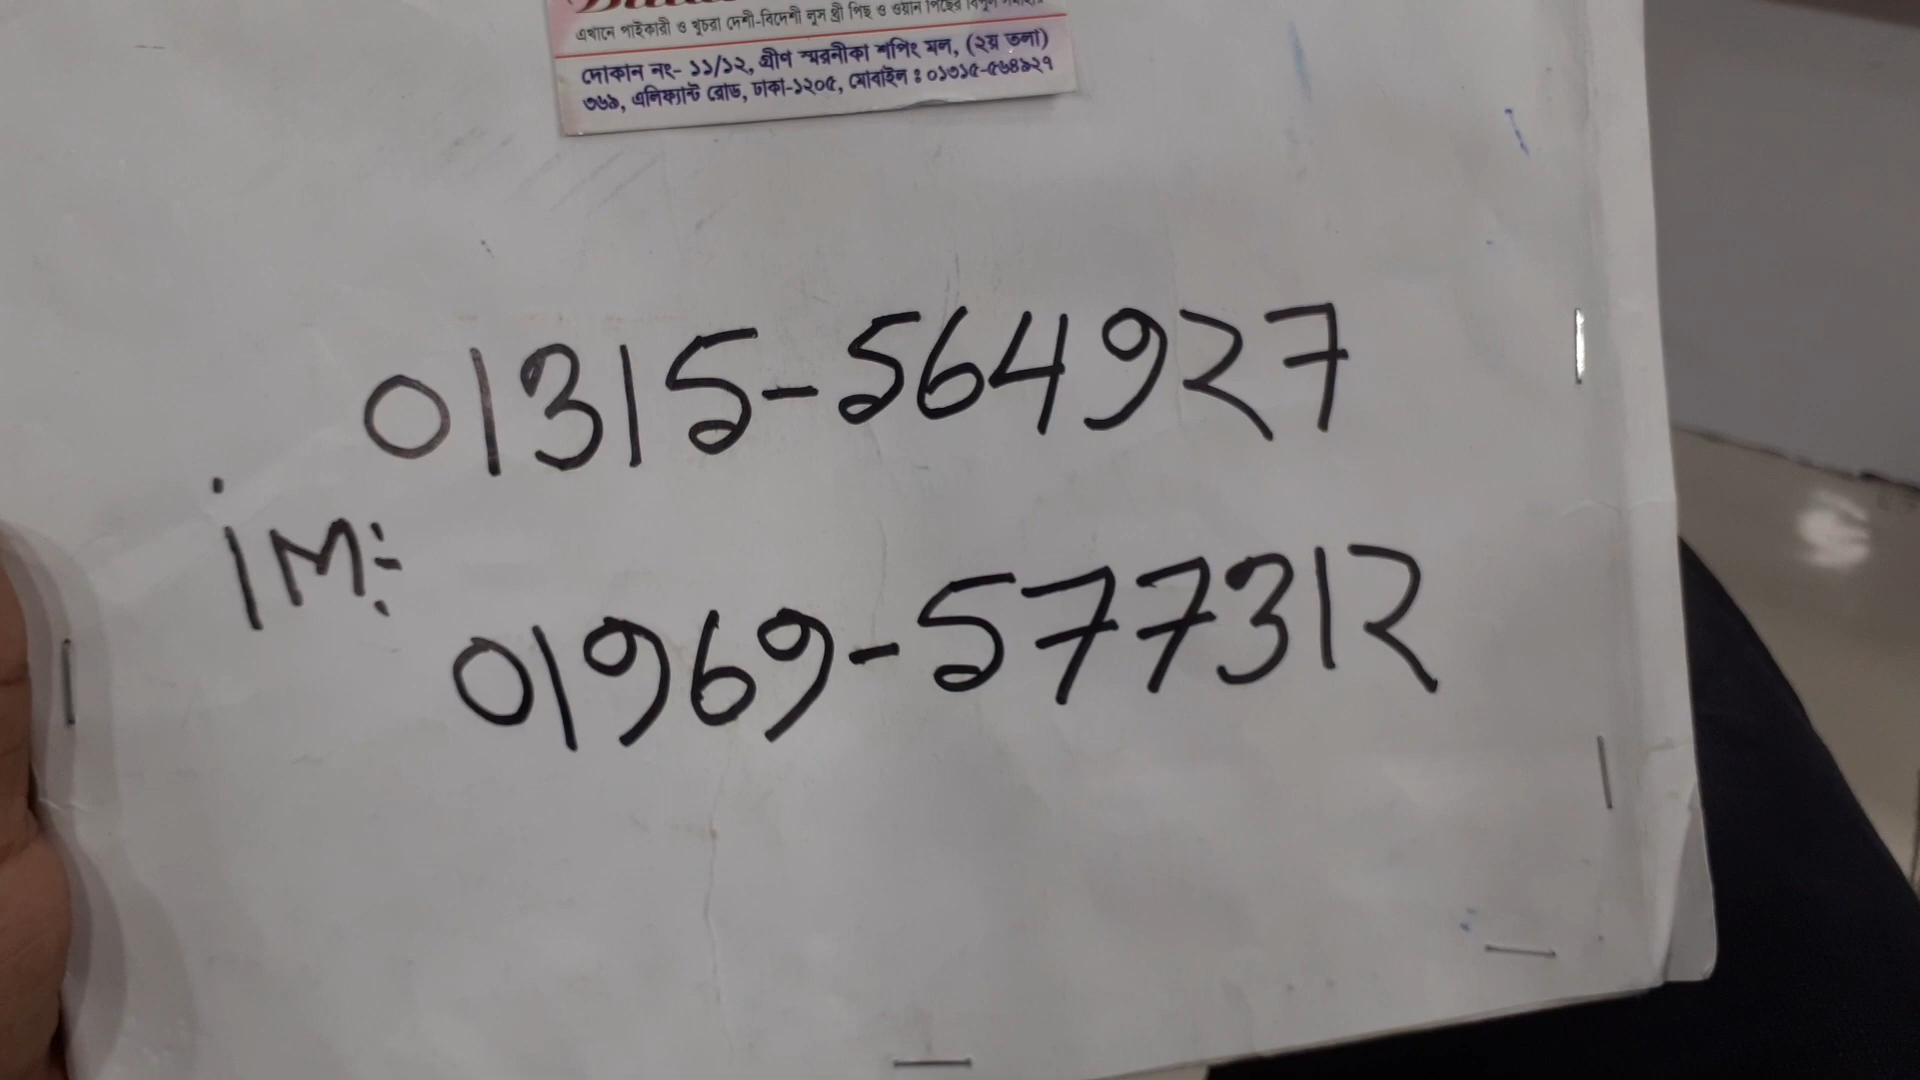 এখানে পাইকারী ও খুচরা দেশী-বিদেশী লুস থ্রী পিছ ও ওয়ান পিছের বিপুল
দোকান নং- ১১/১২, গ্রীণ স্মরনীকা শপিং মল, (২য় তলা)
৩৬৯, এলিফ্যান্ট রোড, ঢাকা-১২০৫, মোবাইল : ০১৩১৫-৫৬৪৯২৭
01315-564927
iM:-
01969-577312